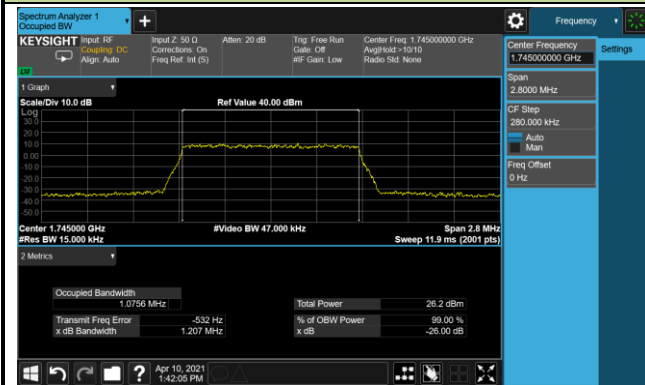 Spectrum Analyzer 1
Occupied BW
Frequency
KEYSIGHT
Input: RF
Coupling: DC
Align: Auto
Input Z: 50 Ω
Corrections: On
Freq Ref: Int (S)
Atten: 20 dB
Trig: Free Run
Gate: Off
#IF Gain: Low
Center Freq: 1.745000000 GHz
Avg|Hold:>10/10
Radio Std: None
Center Frequency
1.745000000 GHz
Settings
Span
2.8000 MHz
CF Step
280.000 kHz
Auto
Man
Freq Offset
0 Hz
1 Graph
Scale/Div 10.0 dB
Ref Value 40.00 dBm
Log
30.0
20.0
10.0
0.00
-10.0
-20.0
-30.0
-40.0
-50.0
Center 1.745000 GHz
#Video BW 47.000 kHz
Span 2.8 MHz
#Res BW 15.000 kHz
Sweep 11.9 ms (2001 pts)
2 Metrics
Occupied Bandwidth
1.0756 MHz
Total Power
26.2 dBm
Transmit Freq Error
-532 Hz
% of OBW Power
99.00 %
x dB Bandwidth
1.207 MHz
x dB
-26.00 dB
Apr 10, 2021
1:42:05 PM